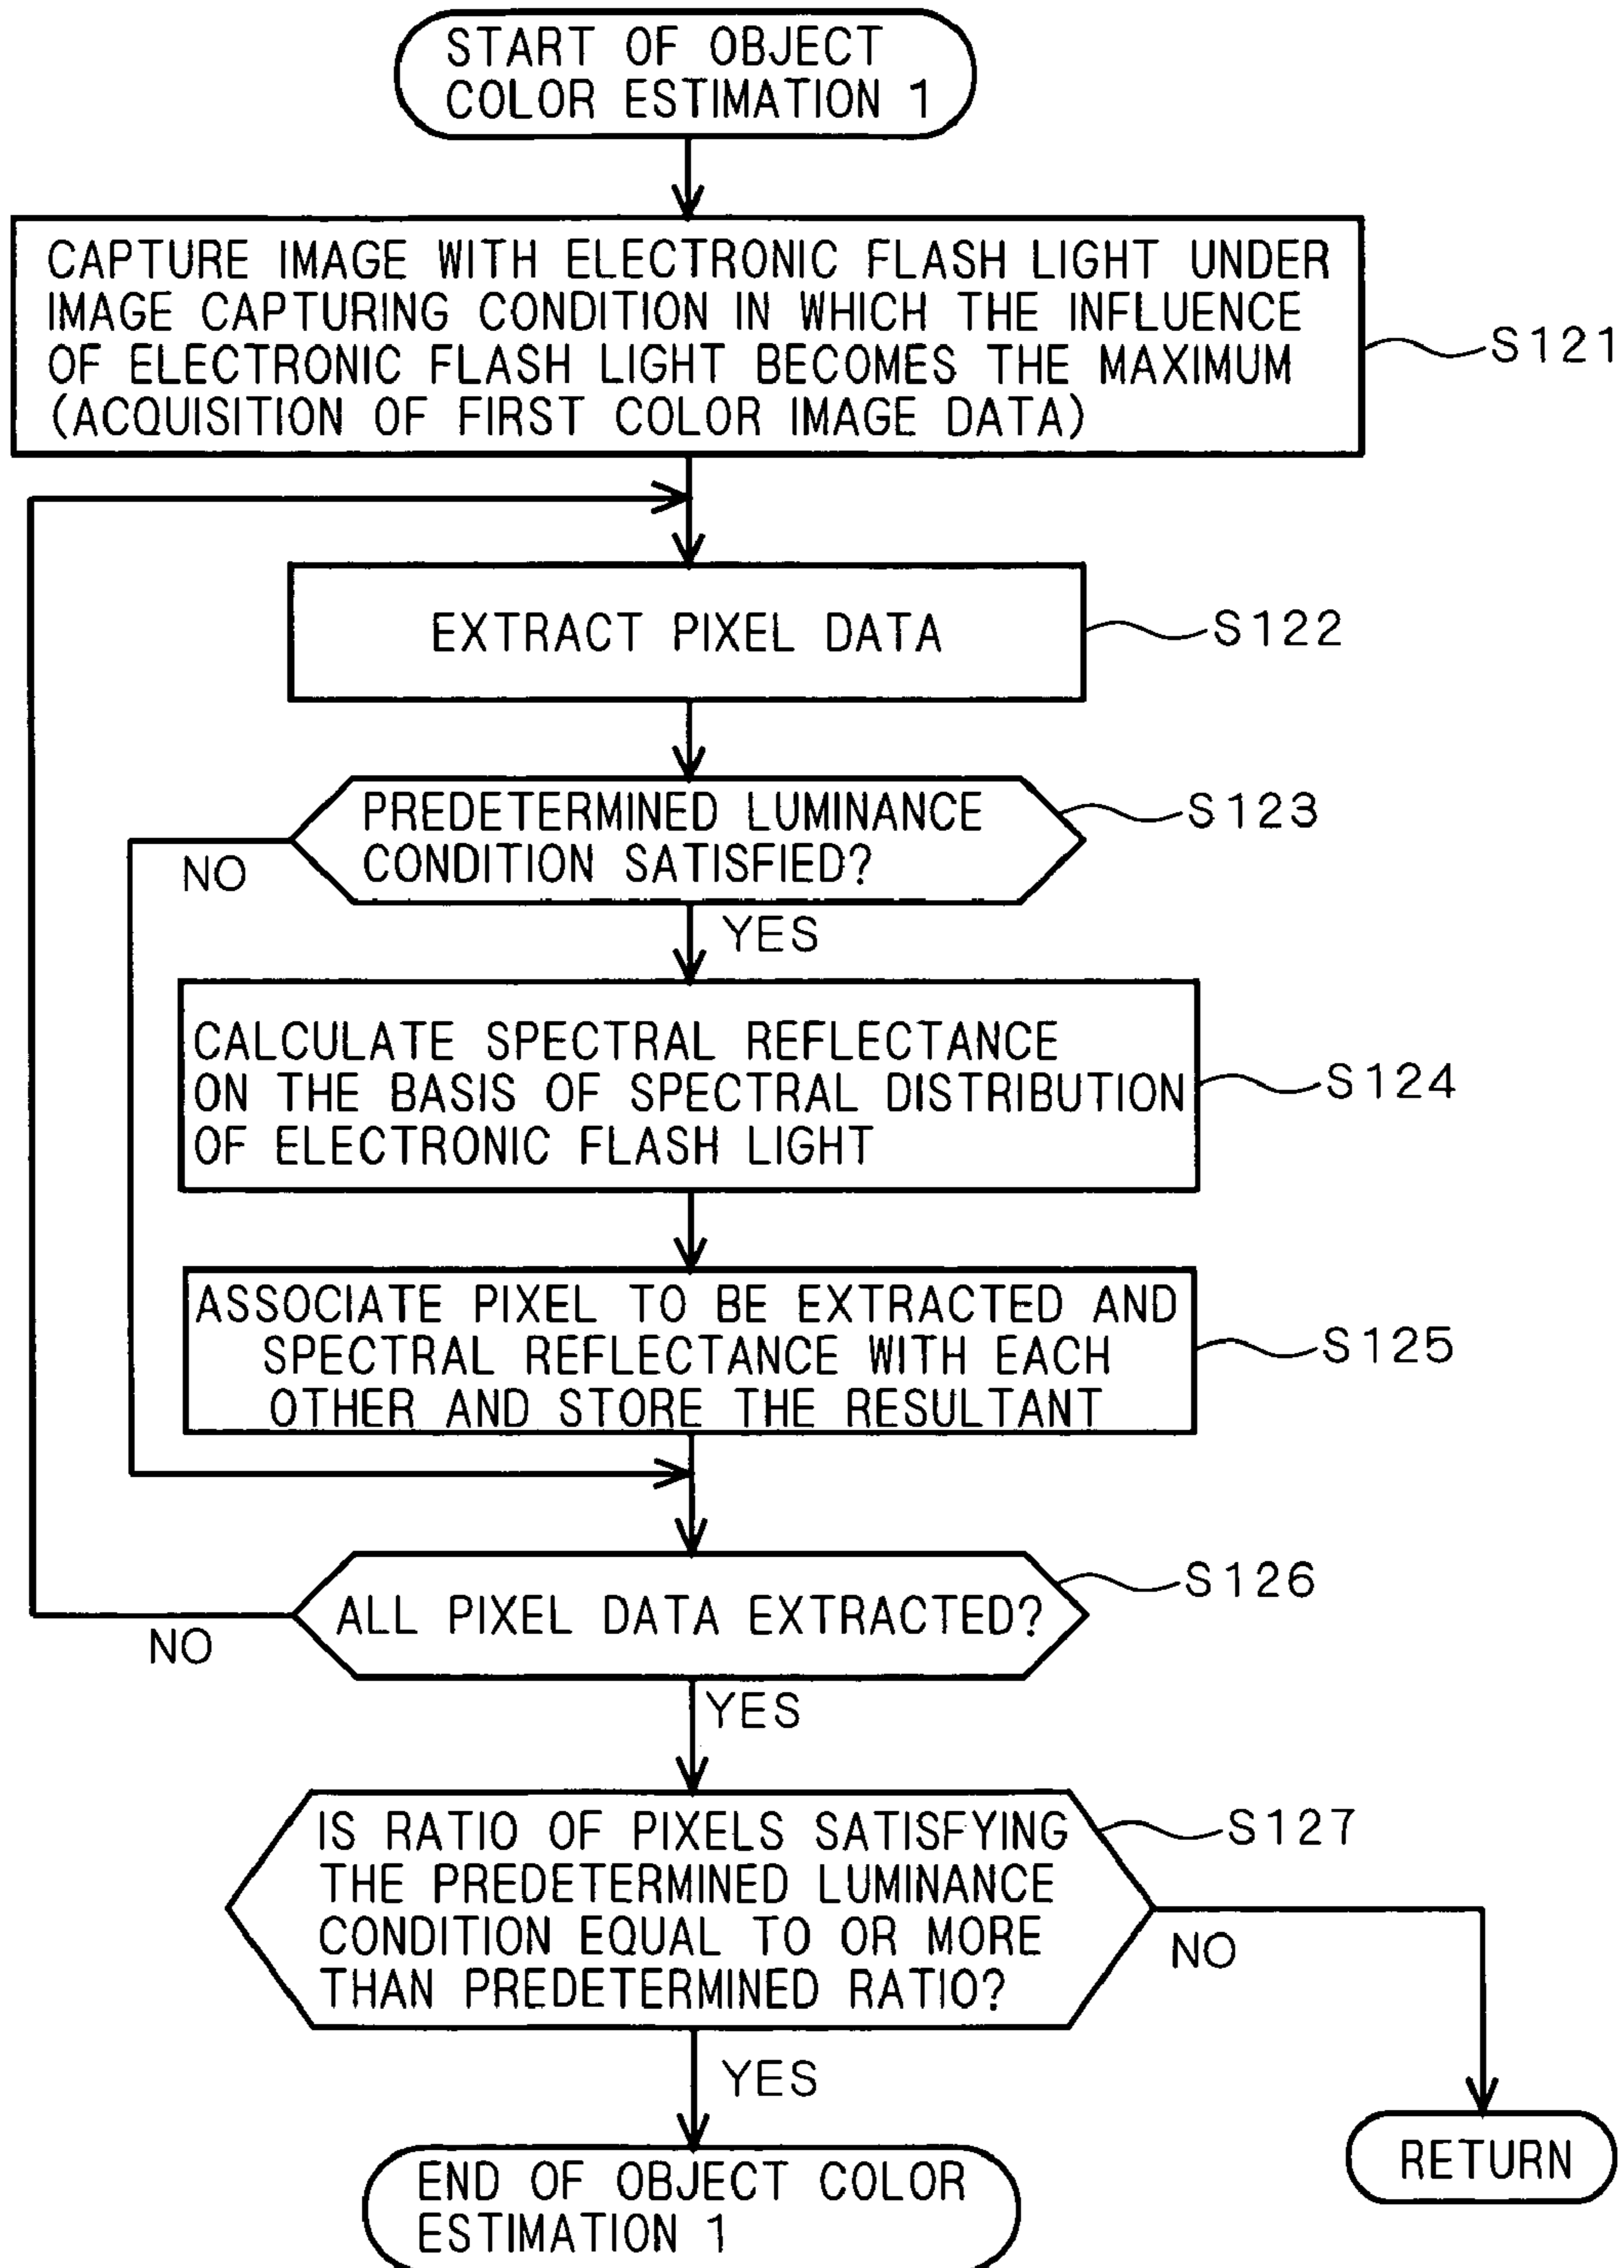 START OF OBJECT
COLOR ESTIMATION 1
CAPTURE IMAGE WITH ELECTRONIC FLASH LIGHT UNDER
IMAGE CAPTURING CONDITION IN WHICH THE INFLUENCE
OF ELECTRONIC FLASH LIGHT BECOMES THE MAXIMUM
(ACQUISITION OF FIRST COLOR IMAGE DATA)
S121
EXTRACT PIXEL DATA
S122
PREDETERMINED LUMINANCE
CONDITION SATISFIED?
S123
NO
YES
CALCULATE SPECTRAL REFLECTANCE
ON THE BASIS OF SPECTRAL DISTRIBUTION
OF ELECTRONIC FLASH LIGHT
S124
ASSOCIATE PIXEL TO BE EXTRACTED AND
SPECTRAL REFLECTANCE WITH EACH
OTHER AND STORE THE RESULTANT
S125
ALL PIXEL DATA EXTRACTED?
S126
NO
YES
IS RATIO OF PIXELS SATISFYING
THE PREDETERMINED LUMINANCE
CONDITION EQUAL TO OR MORE
THAN PREDETERMINED RATIO?
S127
NO
YES
RETURN
END OF OBJECT COLOR
ESTIMATION 1